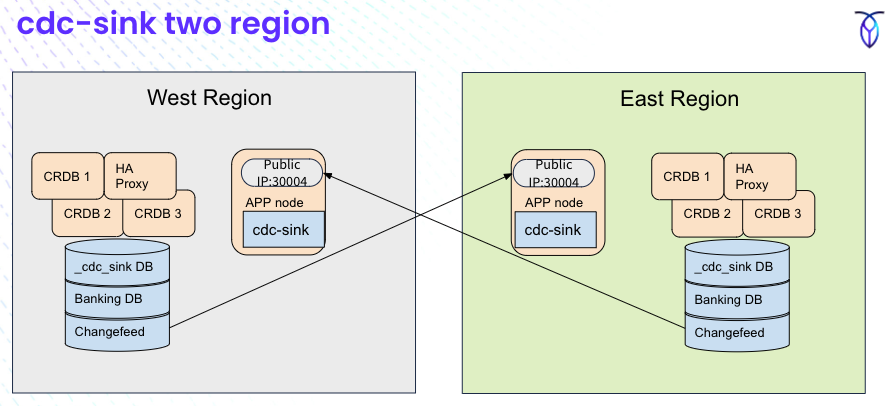 cdc-sink two region
West Region
CRDB 1
HA
Proxy
CRDB 2
CRDB 3
_cdc_sink DB
Banking DB
Changefeed
Public
IP:30004
APP node
cdc-sink
East Region
Public
IP:30004
APP node
cdc-sink
CRDB 1
HA
Proxy
CRDB 2
CRDB 3
_cdc_sink DB
Banking DB
Changefeed